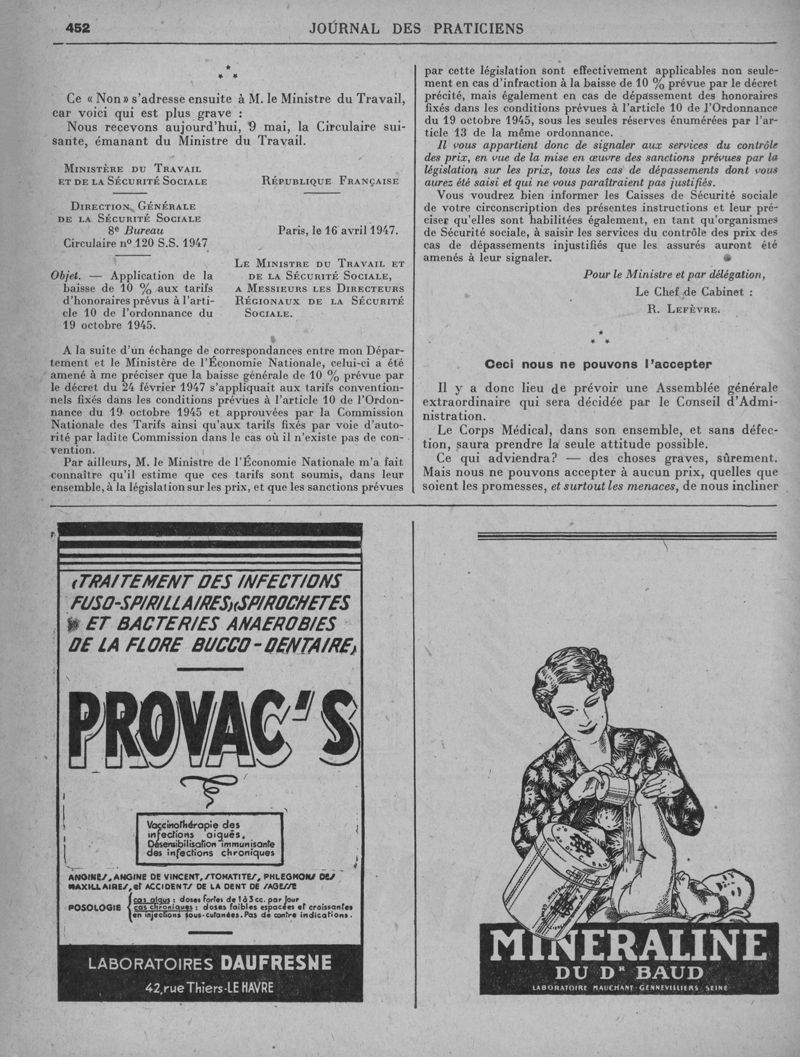 452
JOURNAL DES PRATICIENS
*
* *
Ce « Non » s'adresse ensuite à M. le Ministre du Travail,
car voici qui est plus grave :
Nous recevons aujourd'hui, 9 mai, la Circulaire sui-
sante, émanant du Ministre du Travail.
MINISTÈRE DU TRAVAIL
ET DE LA SÉCURITÉ SOCIALE
RÉPUBLIQUE FRANÇAISE
DIRECTION GÉNÉRALE
DE LA SÉCURITÉ SOCIALE
8e Bureau
Circulaire no 120 S.S. 1947
Paris, le 16 avril 1947.
Objet. — Application de la
baisse de 10 % aux tarifs
d'honoraires prévus à l'arti-
cle 10 de l'ordonnance du
19 octobre 1945.
LE MINISTRE DU TRAVAIL ET
DE LA SÉCURITÉ SOCIALE,
A MESSIEURS LES DIRECTEURS
RÉGIONAUX DE LA SÉCURITÉ
SOCIALE.
A la suite d'un échange de correspondances entre mon Dépar-
tement et le Ministère de l'Économie Nationale, celui-ci a été
amené à me préciser que la baisse générale de 10 % prévue par
le décret du 24 février 1947 s'appliquait aux tarifs convention-
nels fixés dans les conditions prévues à l'article 10 de l'Ordon-
nance du 19 octobre 1945 et approuvées par la Commission
Nationale des Tarifs ainsi qu'aux tarifs fixés par voie d'auto-
rité par ladite Commission dans le cas où il n'existe pas de con-
vention.
Par ailleurs, M. le Ministre de l'Économie Nationale m'a fait
connaître qu'il estime que ces tarifs sont soumis, dans leur
ensemble, à la législation sur les prix, et que les sanctions prévues
par cette législation sont effectivement applicables non seule-
ment en cas d'infraction à la baisse de 10 % prévue par le décret
précité, mais également en cas de dépassement des honoraires
fixés dans les conditions prévues à l'article 10 de l'Ordonnance
du 19 octobre 1945, sous les seules réserves énumérées par l'ar-
ticle 13 de la même ordonnance.
Il vous appartient donc de signaler aux services du contrôle
des prix, en vue de la mise en œuvre des sanctions prévues par la
législation sur les prix, tous les cas de dépassements dont vous
aurez été saisi et qui ne vous paraîtraient pas justifiés.
Vous voudrez bien informer les Caisses de Sécurité sociale
de votre circonscription des présentes instructions et leur pré-
ciser qu'elles sont habilitées également, en tant qu'organismes
de Sécurité sociale, à saisir les services du contrôle des prix des
cas de dépassements injustifiés que les assurés auront été
amenés à leur signaler.
Pour le Ministre et par délégation,
Le Chef de Cabinet :
R. LEFÈVRE.
*
* *
Ceci nous ne pouvons l'accepter
Il y a donc lieu de prévoir une Assemblée générale
extraordinaire qui sera décidée par le Conseil d'Admi-
nistration.
Le Corps Médical, dans son ensemble, et sans défec-
tion, saura prendre la seule attitude possible.
Ce qui adviendra? — des choses graves, sûrement.
Mais nous ne pouvons accepter à aucun prix, quelles que
soient les promesses, et surtout les menaces, de nous incliner
(TRAITEMENT DES INFECTIONS
FUSO-SPIRILLAIRES)(SPIROCHETES
ET BACTERIES ANAEROBIES
DE LA FLORE BUCCO-DENTAIRE)
PROVAC'S
Vaccinothérapie des
infections aiguës.
Désensibilisation immunisante
des infections chroniques
ANGINES, ANGINE DE VINCENT, STOMATITES, PHLEGMONS DES
MAXILLAIRES, et ACCIDENTS DE LA DENT DE SAGESSE
POSOLOGIE
cas aigus : doses fortes de 1 à 3 cc. par jour
cas chroniques : doses faibles espacées et croissantes
en injections sous-cutanées. Pas de contre indications.
LABORATOIRES DAUFRESNE
42, rue Thiers-LE HAVRE
MINERALINE
DU DR BAUD
LABORATOIRE MAUCHANT-GENNEVILLIERS SEINE